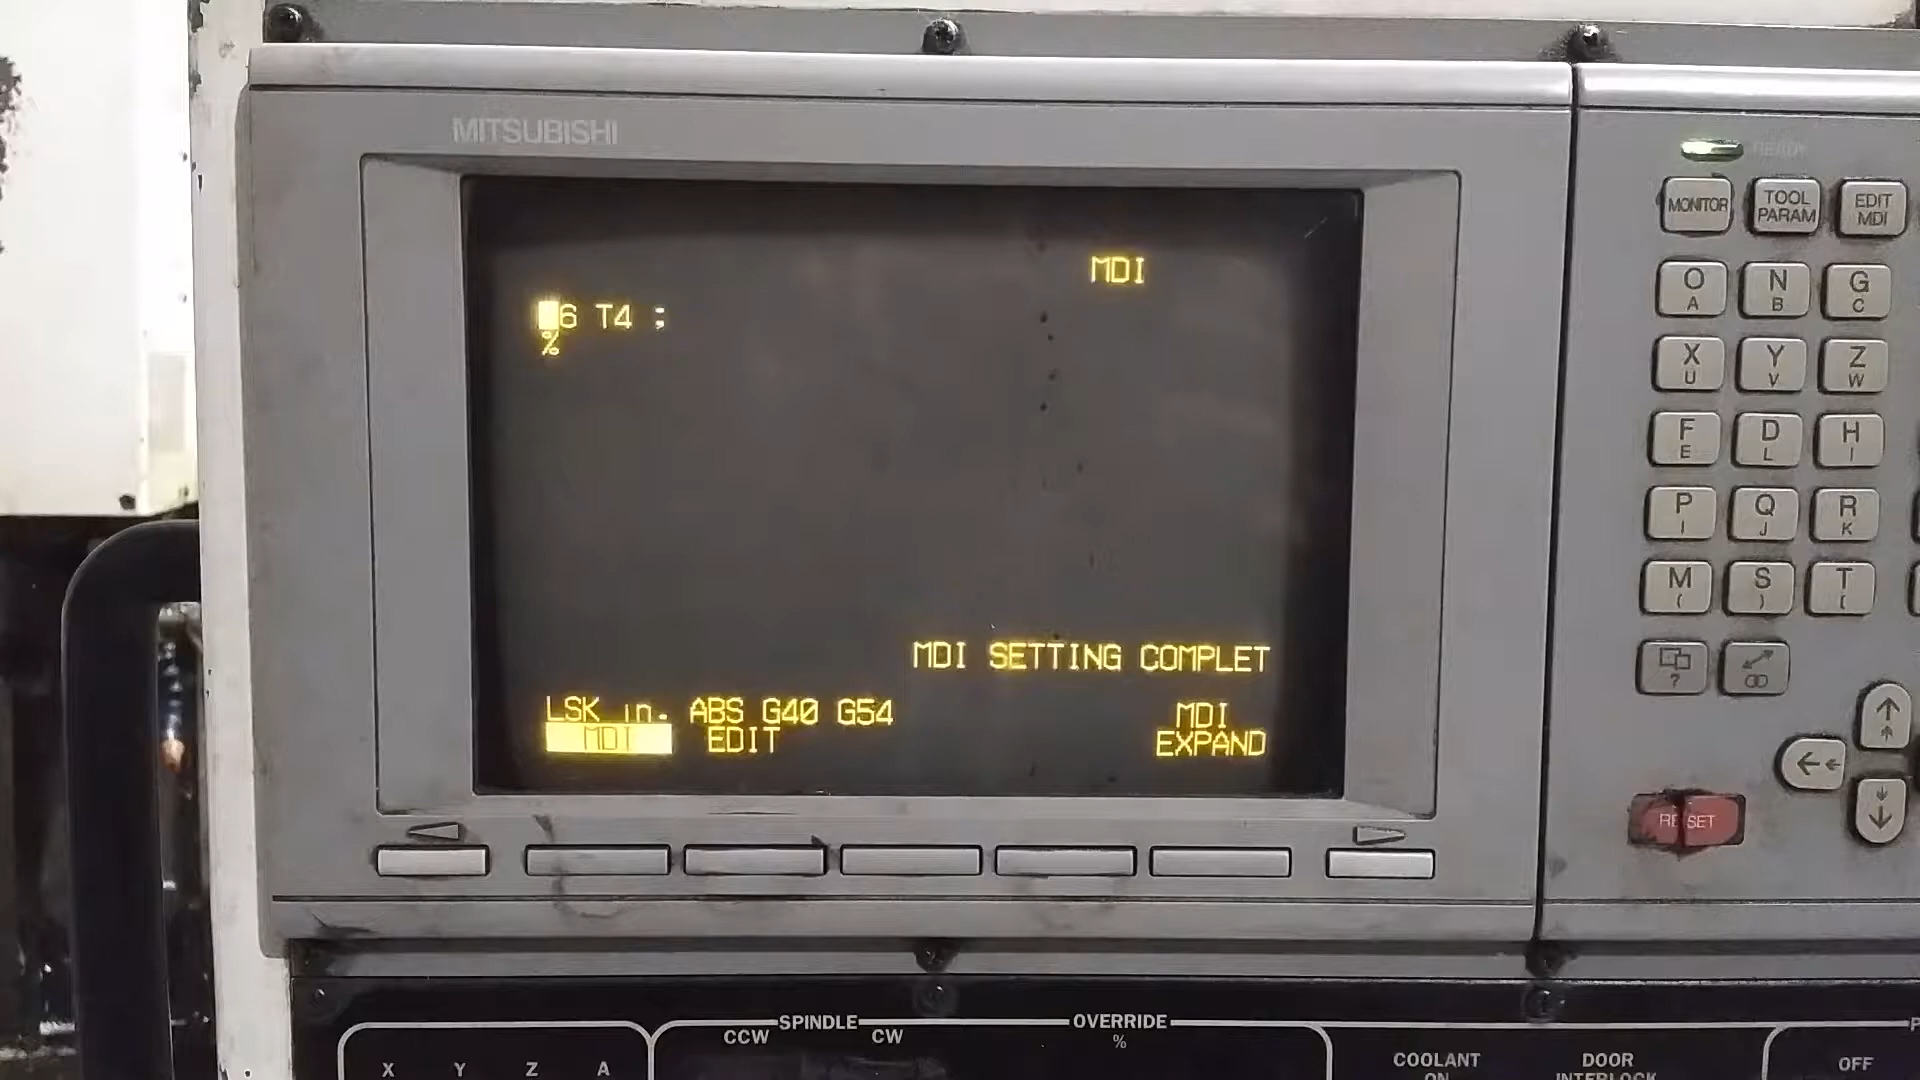 MITSUBISHI
READY
MONITOR
TOOL PARAM
EDIT MDI
MDI
6 T4 ;
%
MDI SETTING COMPLET
LSK in. ABS G40 G54
MDI
MDI EDIT EXPAND
O A
N B
G C
X U
Y V
Z W
F E
D L
H I
P I
Q J
R K
M (
S )
T [
?
RESET
SPINDLE
CCW CW
OVERRIDE
%
X Y Z A
COOLANT ON
DOOR INTERLOCK
P
OFF